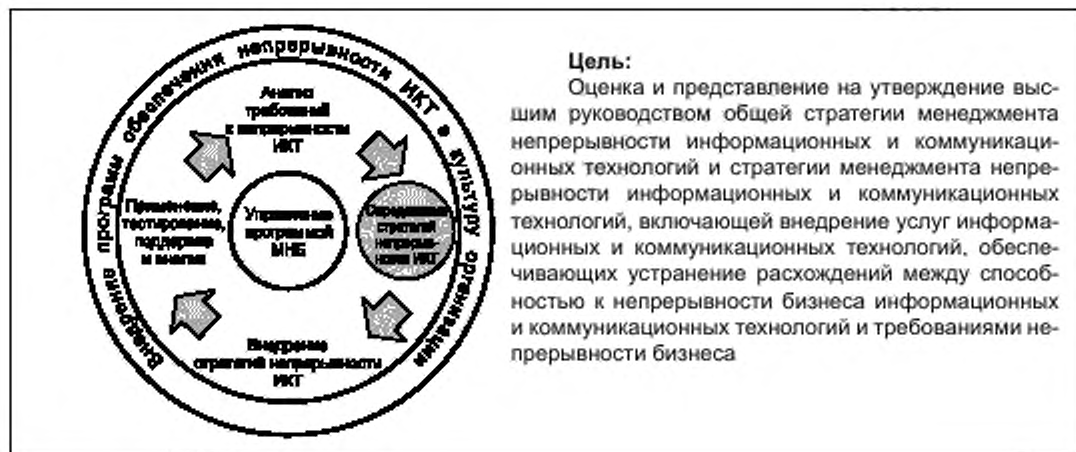 Внедрение программ обеспечения непрерывности ИКТ в культуру организации
Анализ
требований
к непрерывности
ИКТ
Применение,
тестирование,
поддержка
и анализ
Управление
программой
МНБ
стратегий
непрерыв-
ности ИКТ
Внедрение
стратегий непрерывности
ИКТ
Цель:
Оценка и представление на утверждение выс-
шим руководством общей стратегии менеджмента
непрерывности информационных и коммуникаци-
онных технологий и стратегии менеджмента непре-
рывности информационных и коммуникационных
технологий, включающей внедрение услуг информа-
ционных и коммуникационных технологий, обеспе-
чивающих устранение расхождений между способ-
ностью к непрерывности бизнеса информационных
и коммуникационных технологий и требованиями не-
прерывности бизнеса